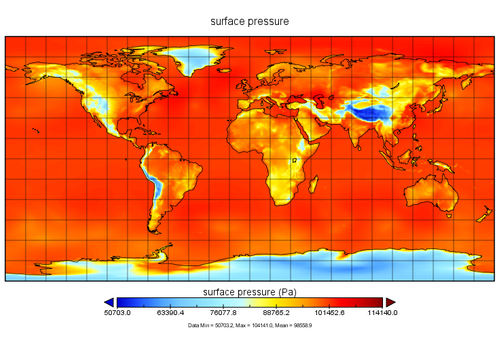 surface pressure
surface pressure (Pa)
50703.0 63390.4 76077.8 88765.2 101452.6 114140.0
Data Min = 50703.2, Max = 104141.0, Mean = 98558.9